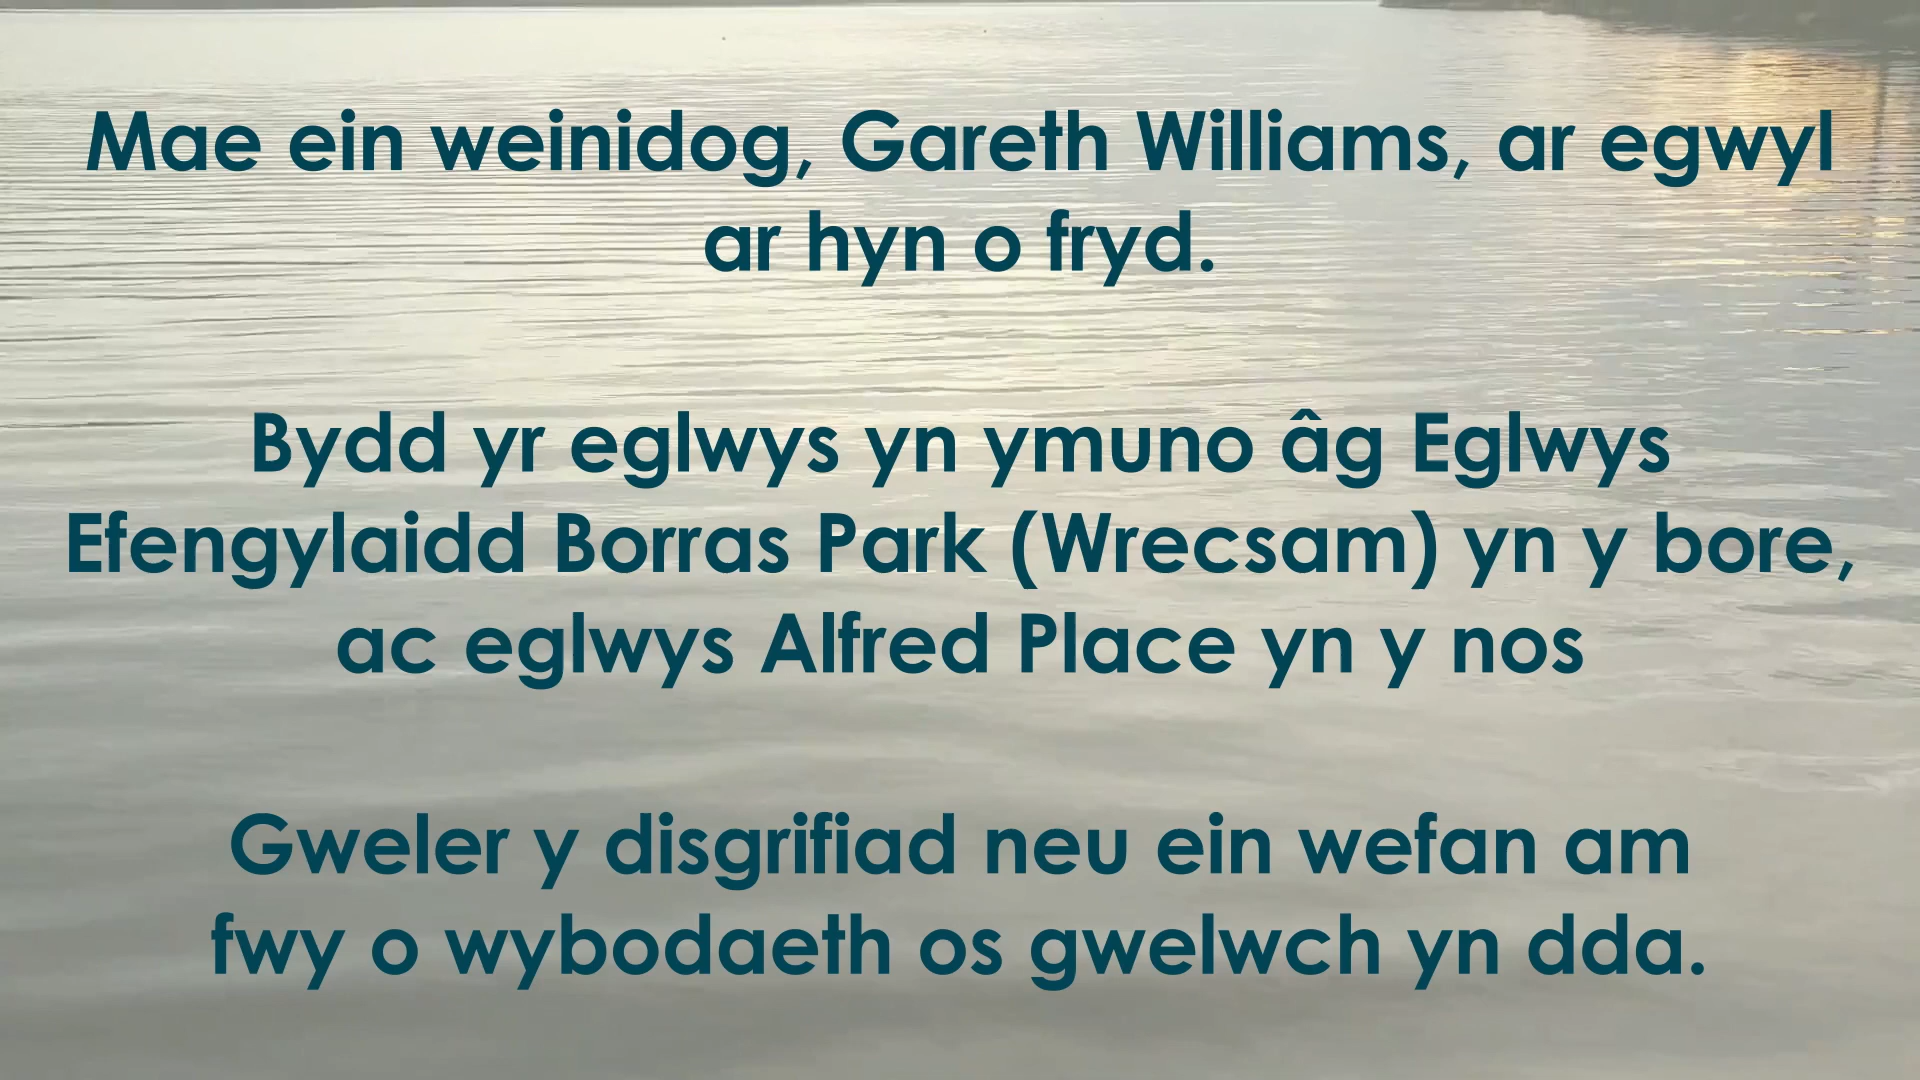 Mae ein weinidog, Gareth Williams, ar egwyl
ar hyn o fryd.
Bydd yr eglwys yn ymuno âg Eglwys
Efengylaidd Borras Park (Wrecsam) yn y bore,
ac eglwys Alfred Place yn y nos
Gweler y disgrifiad neu ein wefan am
fwy o wybodaeth os gwelwch yn dda.